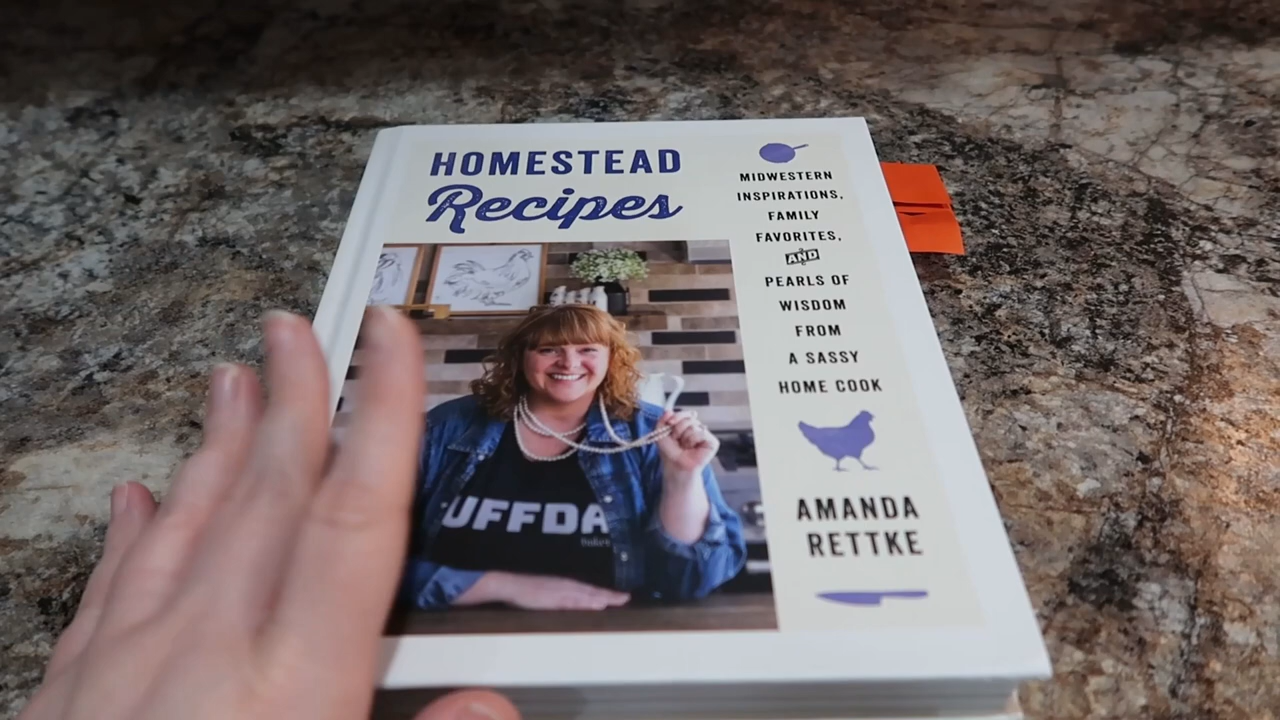 HOMESTEAD
Recipes
MIDWESTERN
INSPIRATIONS,
FAMILY
FAVORITES,
AND
PEARLS OF
WISDOM
FROM
A SASSY
HOME COOK
AMANDA
RETTKE
UFFDA